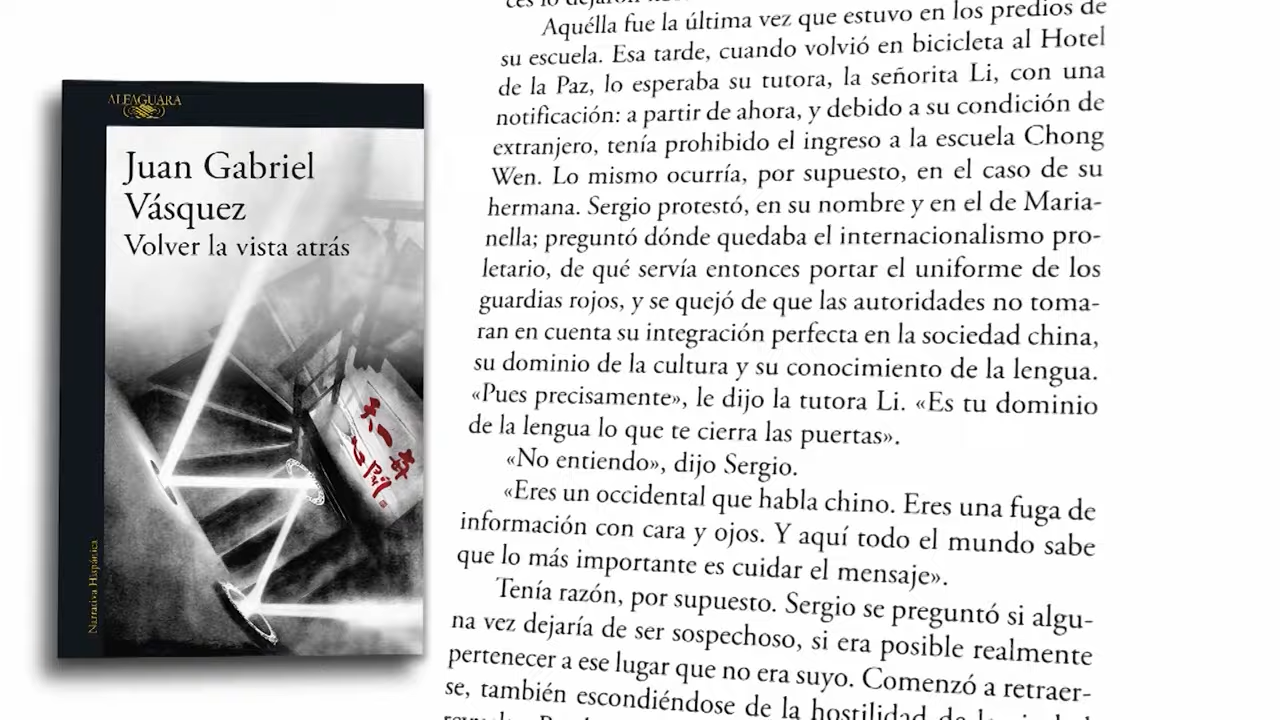 ALFAGUARA
Juan Gabriel
Vásquez
Volver la vista atrás
Narrativa Hispánica
Aquélla fue la última vez que estuvo en los predios de
su escuela. Esa tarde, cuando volvió en bicicleta al Hotel
de la Paz, lo esperaba su tutora, la señorita Li, con una
notificación: a partir de ahora, y debido a su condición de
extranjero, tenía prohibido el ingreso a la escuela Chong
Wen. Lo mismo ocurría, por supuesto, en el caso de su
hermana. Sergio protestó, en su nombre y en el de Maria-
nella; preguntó dónde quedaba el internacionalismo pro-
letario, de qué servía entonces portar el uniforme de los
guardias rojos, y se quejó de que las autoridades no toma-
ran en cuenta su integración perfecta en la sociedad china,
su dominio de la cultura y su conocimiento de la lengua.
«Pues precisamente», le dijo la tutora Li. «Es tu dominio
de la lengua lo que te cierra las puertas».
«No entiendo», dijo Sergio.
«Eres un occidental que habla chino. Eres una fuga de
información con cara y ojos. Y aquí todo el mundo sabe
que lo más importante es cuidar el mensaje».
Tenía razón, por supuesto. Sergio se preguntó si algu-
na vez dejaría de ser sospechoso, si era posible realmente
pertenecer a ese lugar que no era suyo. Comenzó a retraer-
se, también escondiéndose de la hostilidad de